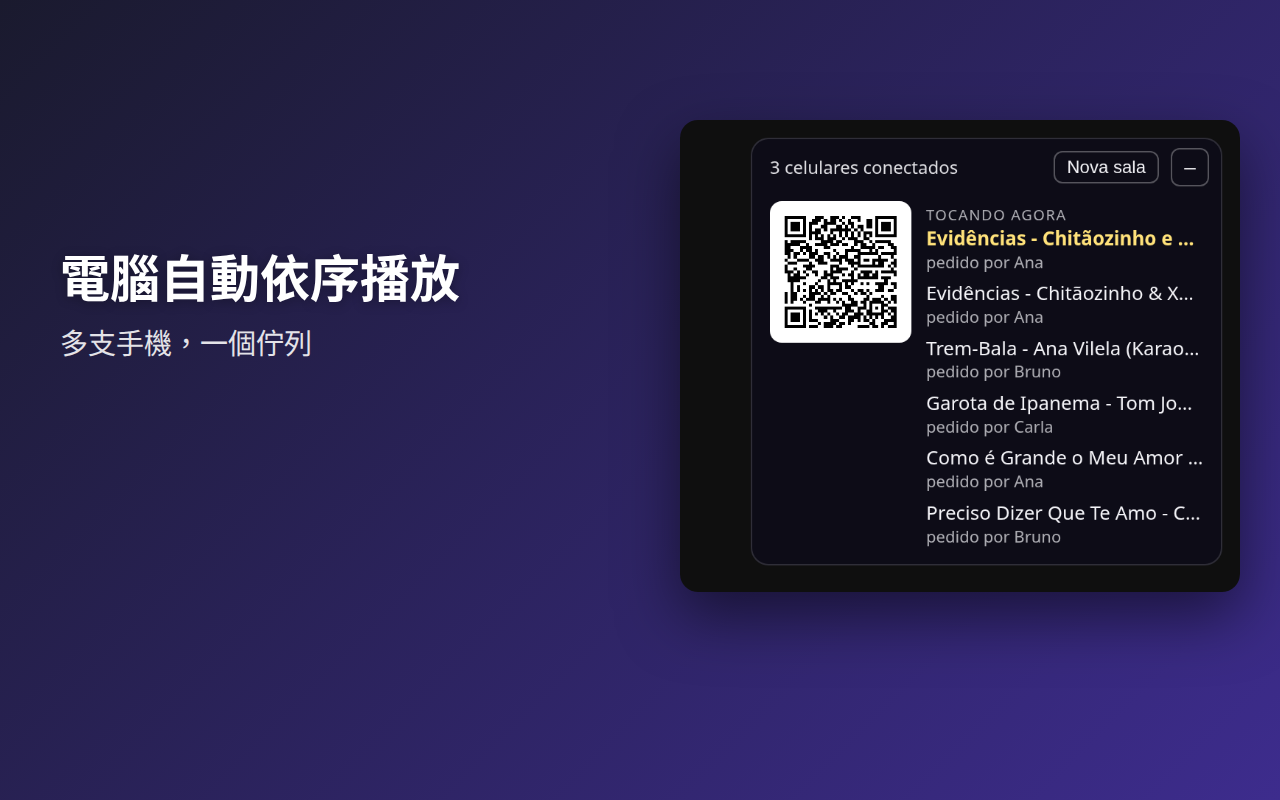 電腦自動依序播放
多支手機，一個佇列
3 celulares conectados
Nova sala
–
TOCANDO AGORA
Evidências - Chitãozinho e ...
pedido por Ana
Evidências - Chitãozinho & X...
pedido por Ana
Trem-Bala - Ana Vilela (Karao...
pedido por Bruno
Garota de Ipanema - Tom Jo...
pedido por Carla
Como é Grande o Meu Amor ...
pedido por Ana
Preciso Dizer Que Te Amo - C...
pedido por Bruno